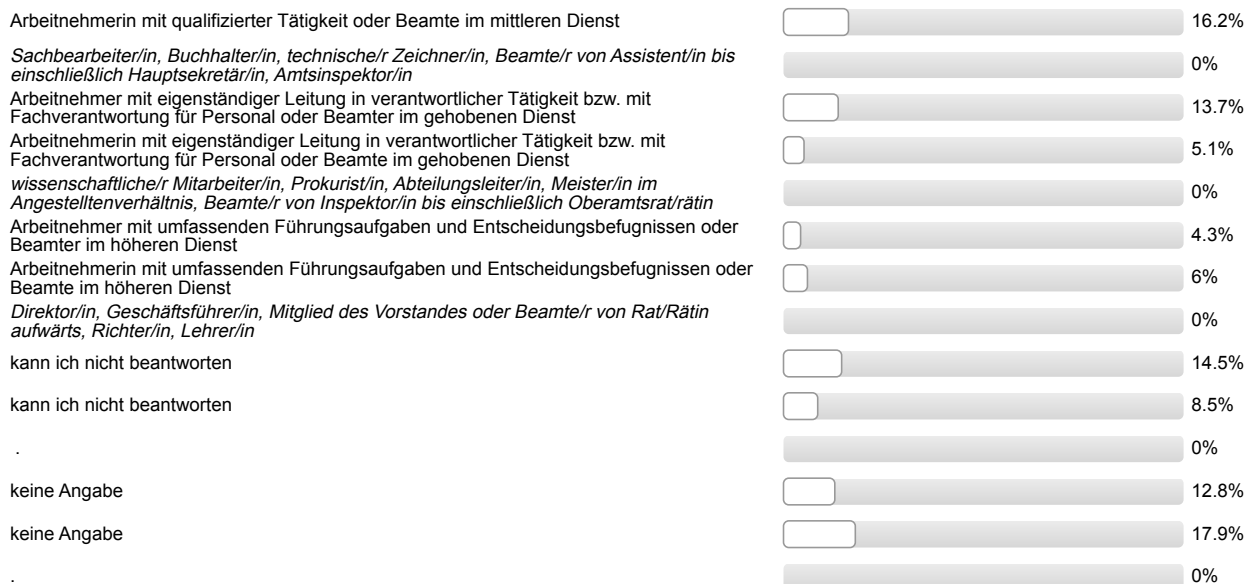 Arbeitnehmerin mit qualifizierter Tätigkeit oder Beamte im mittleren Dienst 16.2%
Sachbearbeiter/in, Buchhalter/in, technische/r Zeichner/in, Beamte/r von Assistent/in bis
einschließlich Hauptsekretär/in, Amtsinspektor/in 0%
Arbeitnehmer mit eigenständiger Leitung in verantwortlicher Tätigkeit bzw. mit
Fachverantwortung für Personal oder Beamter im gehobenen Dienst 13.7%
Arbeitnehmerin mit eigenständiger Leitung in verantwortlicher Tätigkeit bzw. mit
Fachverantwortung für Personal oder Beamte im gehobenen Dienst 5.1%
wissenschaftliche/r Mitarbeiter/in, Prokurist/in, Abteilungsleiter/in, Meister/in im
Angestelltenverhältnis, Beamte/r von Inspektor/in bis einschließlich Oberamtsrat/rätin 0%
Arbeitnehmer mit umfassenden Führungsaufgaben und Entscheidungsbefugnissen oder
Beamter im höheren Dienst 4.3%
Arbeitnehmerin mit umfassenden Führungsaufgaben und Entscheidungsbefugnissen oder
Beamte im höheren Dienst 6%
Direktor/in, Geschäftsführer/in, Mitglied des Vorstandes oder Beamte/r von Rat/Rätin
aufwärts, Richter/in, Lehrer/in 0%
kann ich nicht beantworten 14.5%
kann ich nicht beantworten 8.5%
. 0%
keine Angabe 12.8%
keine Angabe 17.9%
. 0%